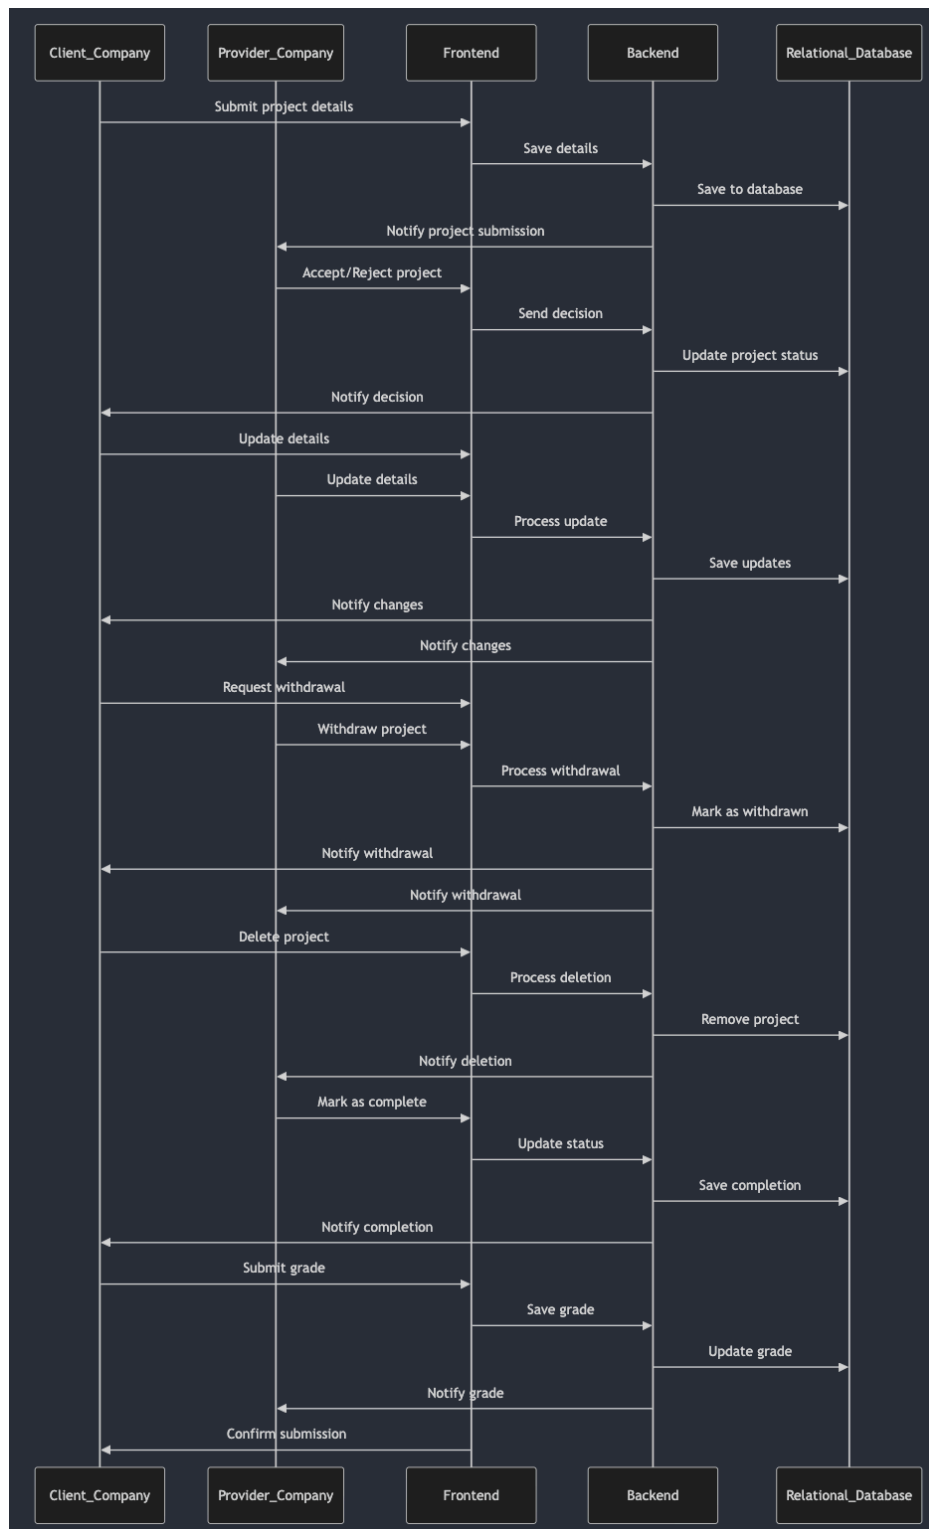 Client_Company
Provider_Company
Frontend
Backend
Relational_Database
Submit project details
Save details
Save to database
Notify project submission
Accept/Reject project
Send decision
Update project status
Notify decision
Update details
Update details
Process update
Save updates
Notify changes
Notify changes
Request withdrawal
Withdraw project
Process withdrawal
Mark as withdrawn
Notify withdrawal
Notify withdrawal
Delete project
Process deletion
Remove project
Notify deletion
Mark as complete
Update status
Save completion
Notify completion
Submit grade
Save grade
Update grade
Notify grade
Confirm submission
Client_Company
Provider_Company
Frontend
Backend
Relational_Database